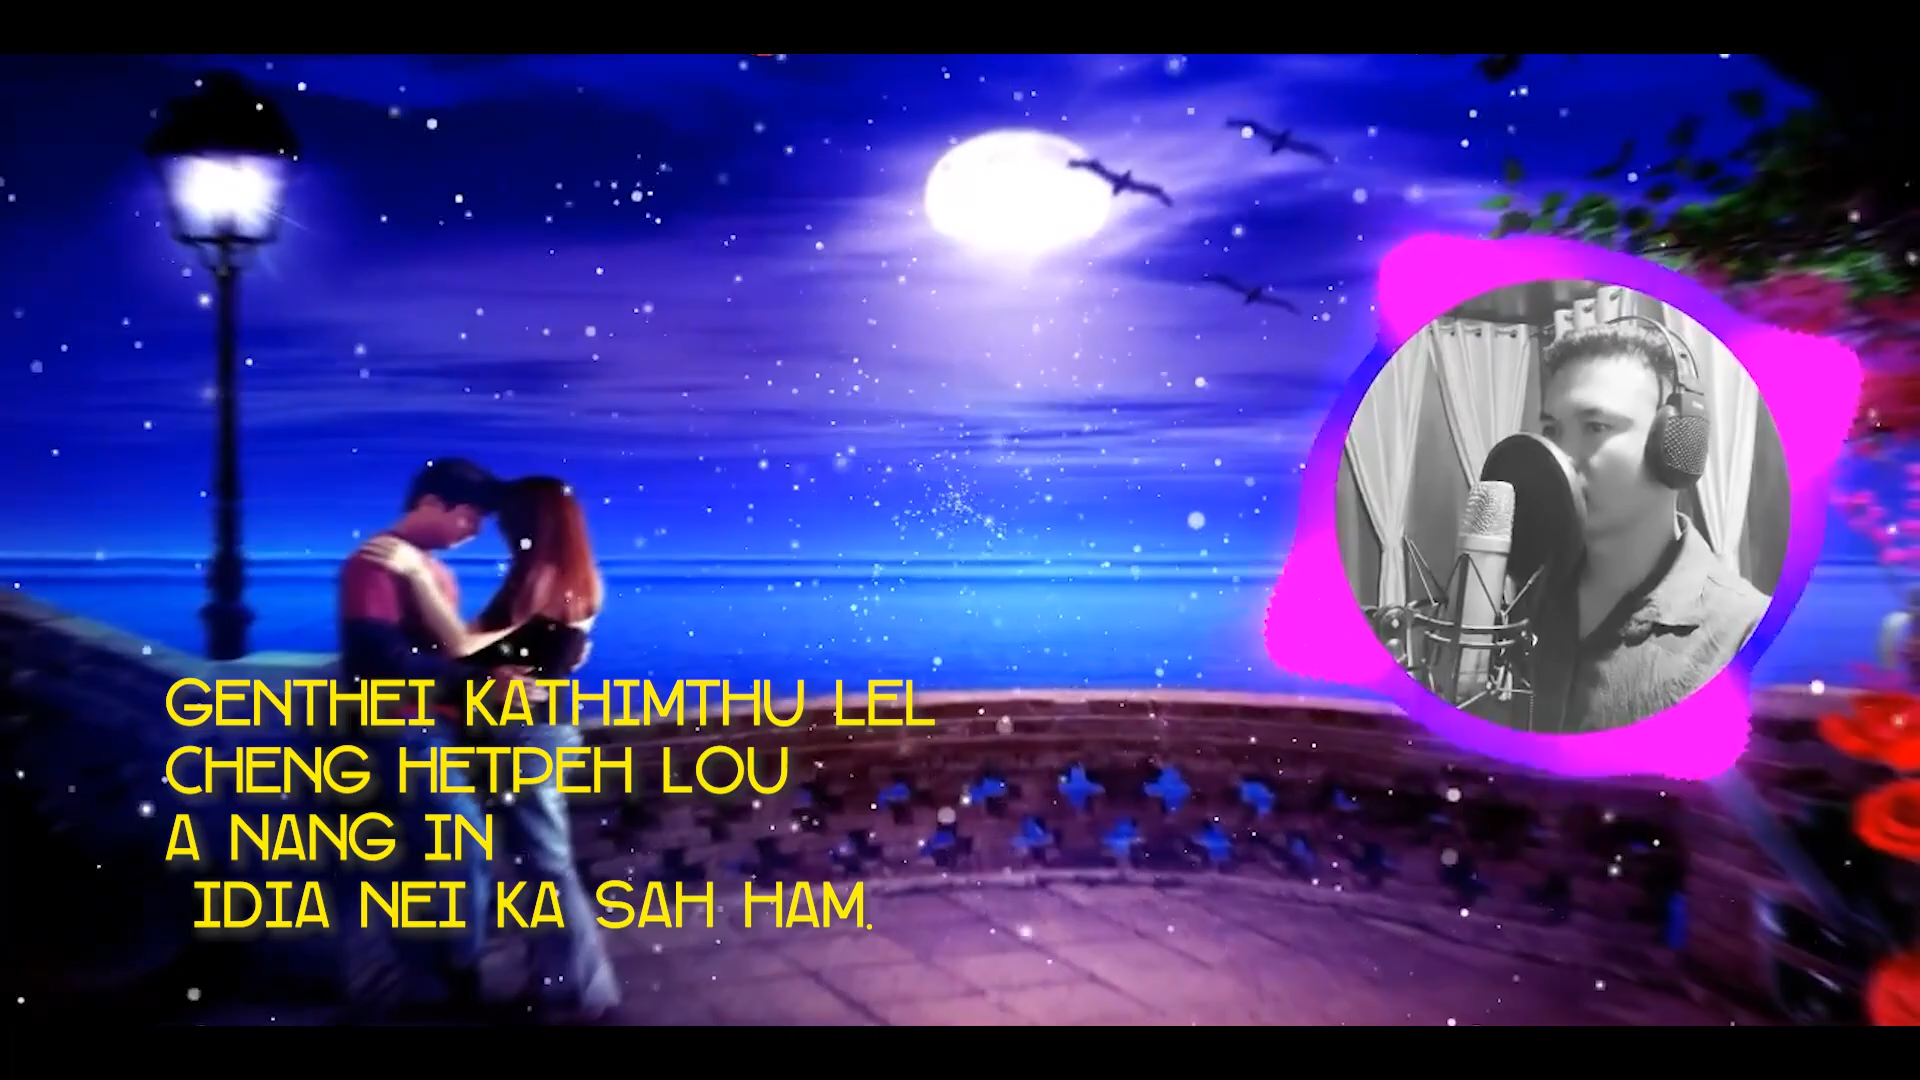 GENTHEI KATHIMTHU LEL
CHENG HETPEH LOU
A NANG IN
IDIA NEI KA SAH HAM.